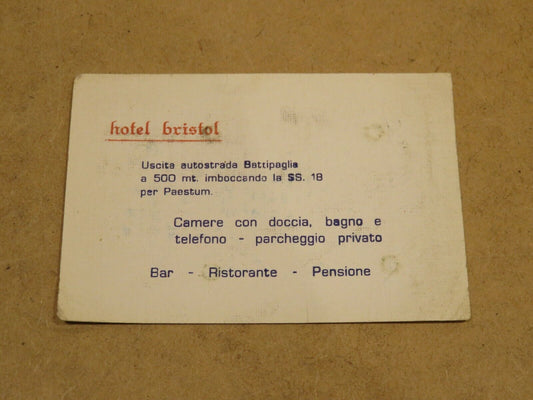 hotel bristol
Uscita autostrada Battipaglia
a 500 mt. imboccando la SS. 18
per Paestum.
Camere con doccia, bagno e
telefono - parcheggio privato
Bar - Ristorante - Pensione